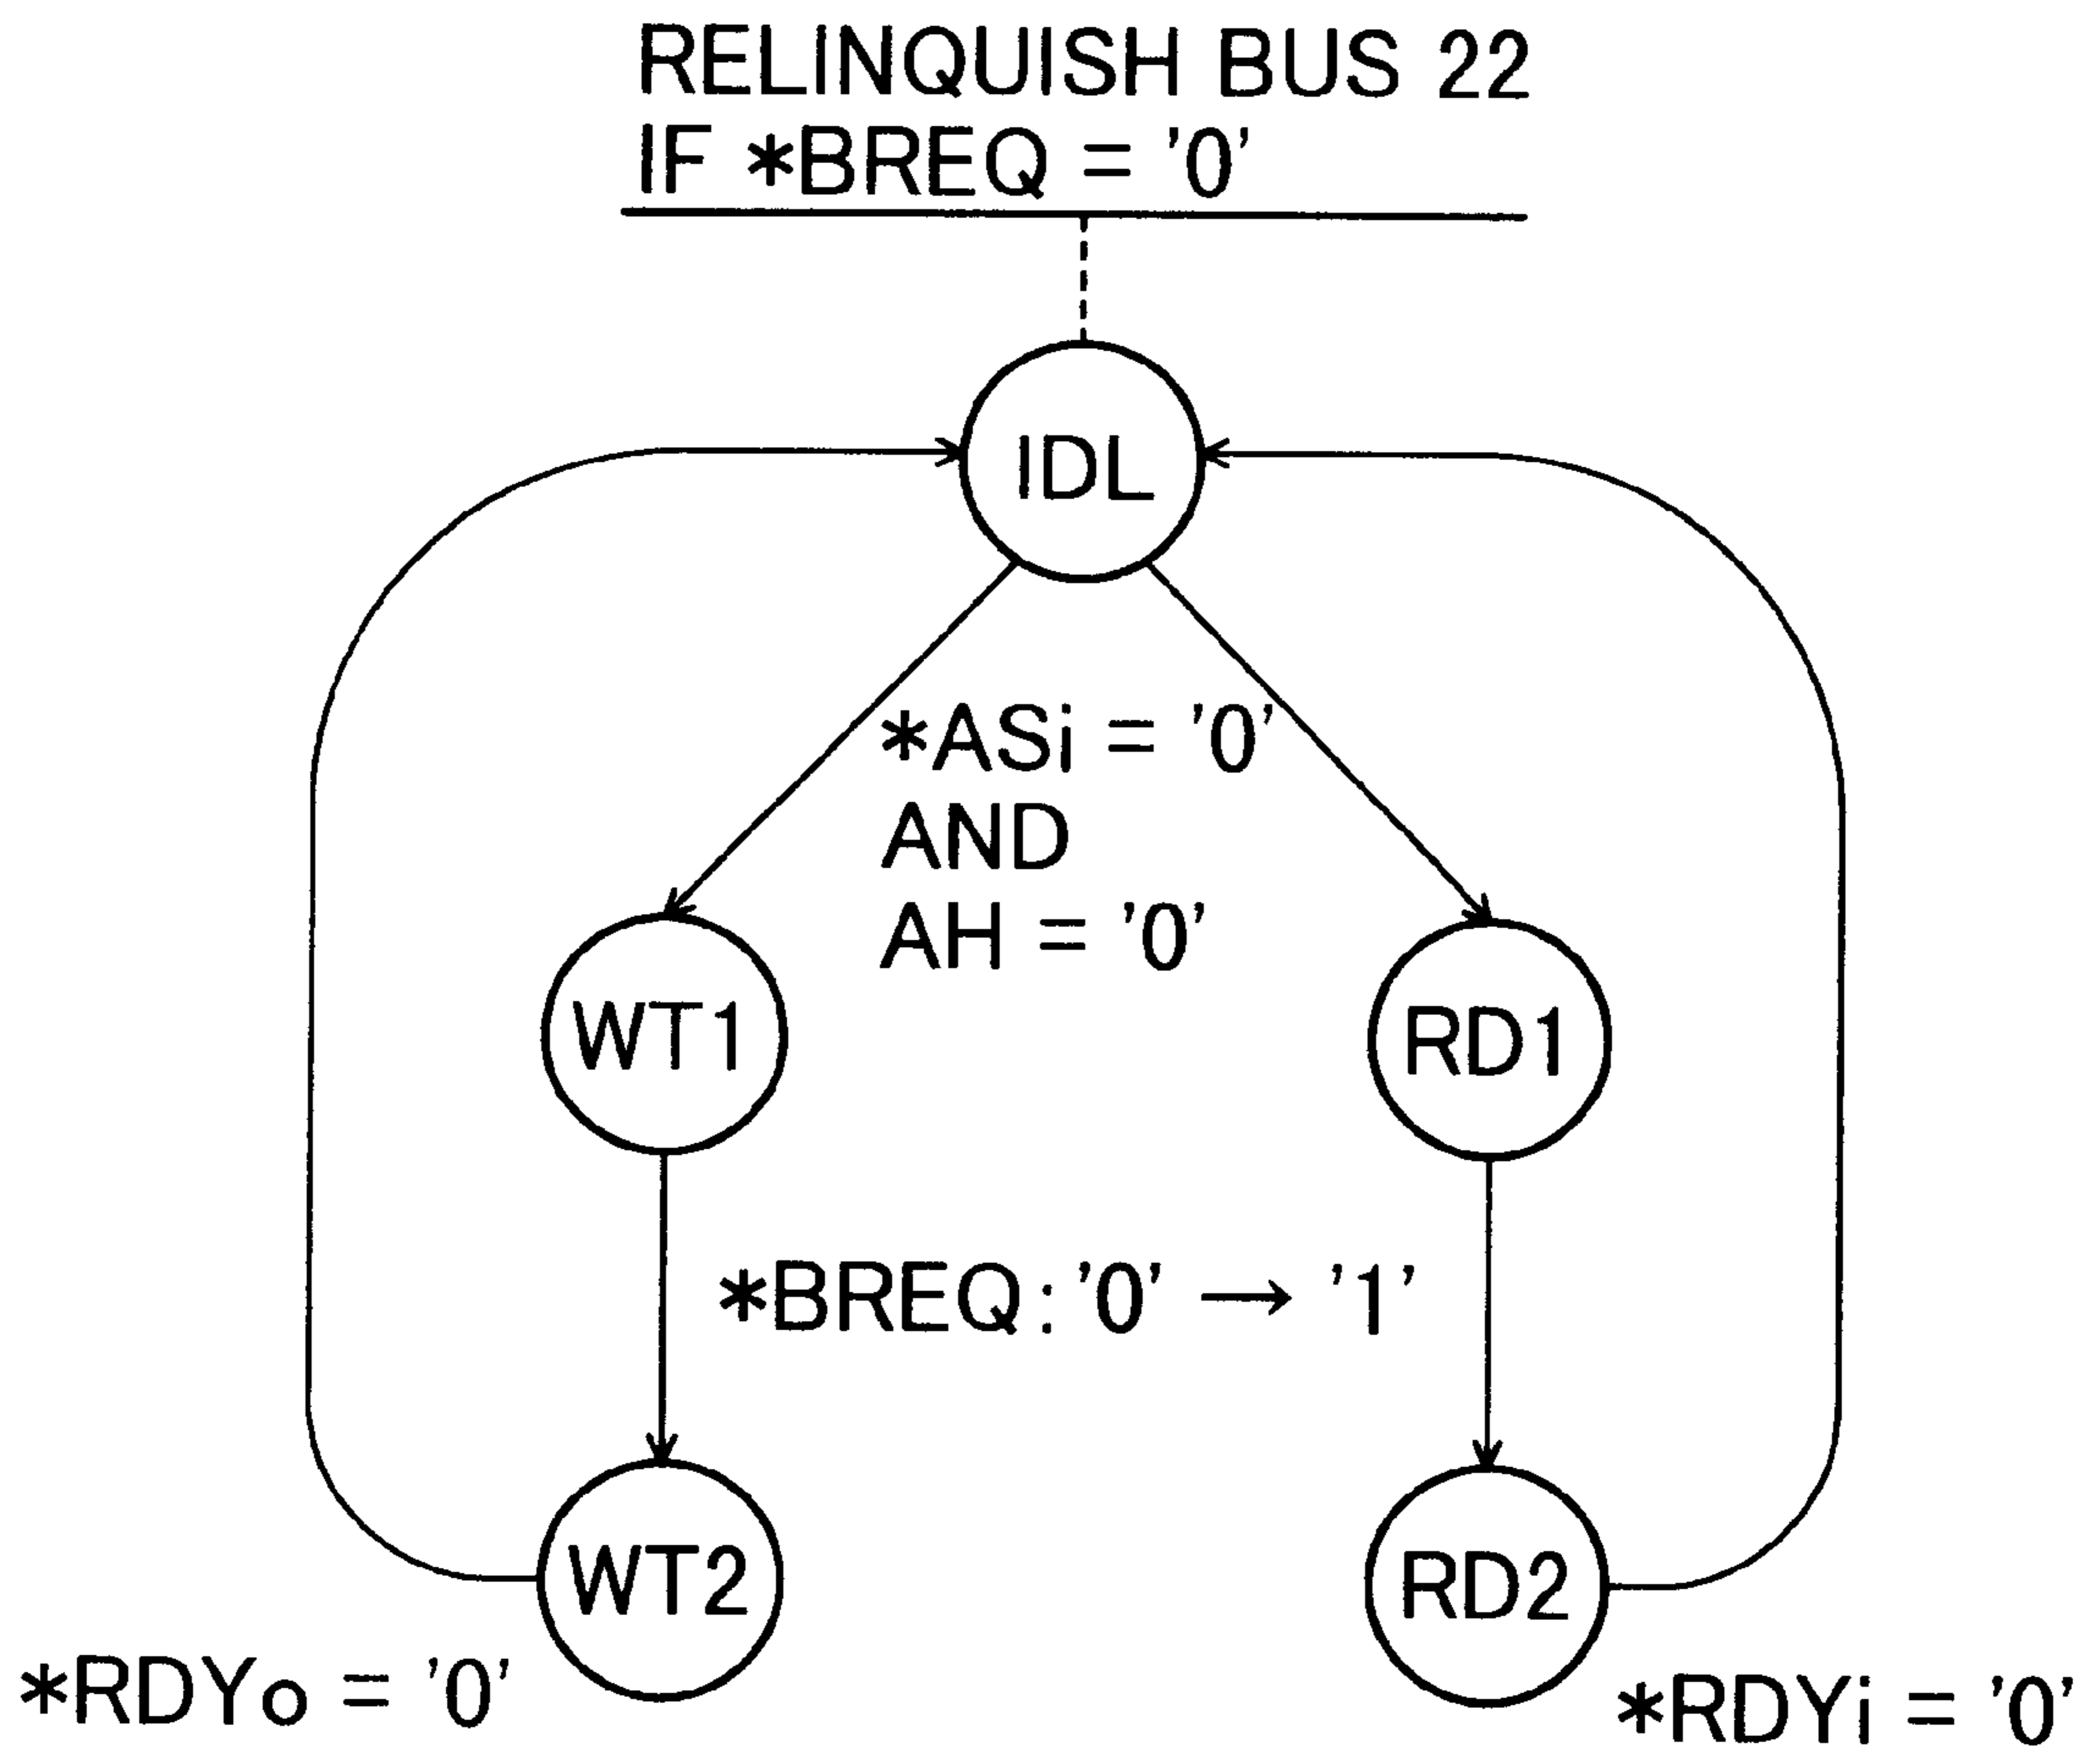 RELINQUISH BUS 22
IF *BREQ = '0'
IDL
*ASi = '0'
AND
AH = '0'
WT1
RD1
*BREQ: '0' → '1'
WT2
RD2
*RDYo = '0'
*RDYi = '0'